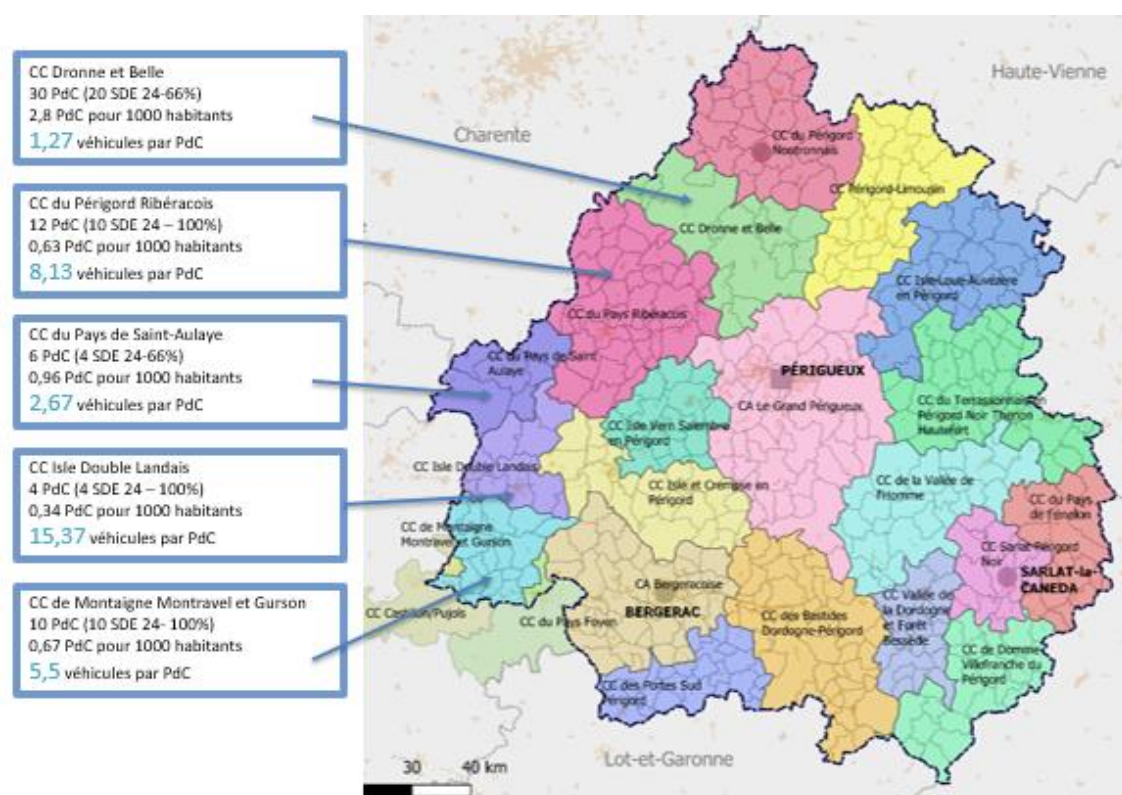 CC Dronne et Belle
30 PdC (20 SDE 24-66%)
2,8 PdC pour 1000 habitants
1,27 véhicules par PdC
CC du Périgord Ribéracois
12 PdC (10 SDE 24 – 100%)
0,63 PdC pour 1000 habitants
8,13 véhicules par PdC
CC du Pays de Saint-Aulaye
6 PdC (4 SDE 24-66%)
0,96 PdC pour 1000 habitants
2,67 véhicules par PdC
CC Isle Double Landais
4 PdC (4 SDE 24 – 100%)
0,34 PdC pour 1000 habitants
15,37 véhicules par PdC
CC de Montaigne Montravel et Gurson
10 PdC (10 SDE 24- 100%)
0,67 PdC pour 1000 habitants
5,5 véhicules par PdC
Haute-Vienne
Charente
CC du Périgord
Nontronnais
CC Périgord-Limousin
CC Dronne et Belle
CC Isle-Loue-Auvézère
en Périgord
CC du Pays Ribéracois
CC du Pays de Saint
Aulaye
PÉRIGUEUX
CA Le Grand Périgueux
CC du Terrassonnais en
Périgord Noir Thenon
Hautefort
CC Isle Vern Salembre
en Périgord
CC Isle Double Landais
CC Isle et Crempse en
Périgord
CC de la Vallée de
l'Homme
CC du Pays
de Fénelon
CC de Montaigne
Montravel et Gurson
CC Sarlat-Périgord
Noir
SARLAT-la-
CANEDA
CA Bergeracoise
BERGERAC
CC Castillon/Pujols
CC du Pays Foyen
CC des Bastides
Dordogne-Périgord
CC Vallée de
la Dordogne
et Forêt
Bessède
CC de Domme
Villefranche du
Périgord
CC des Portes Sud
Périgord
Lot-et-Garonne
30 40 km